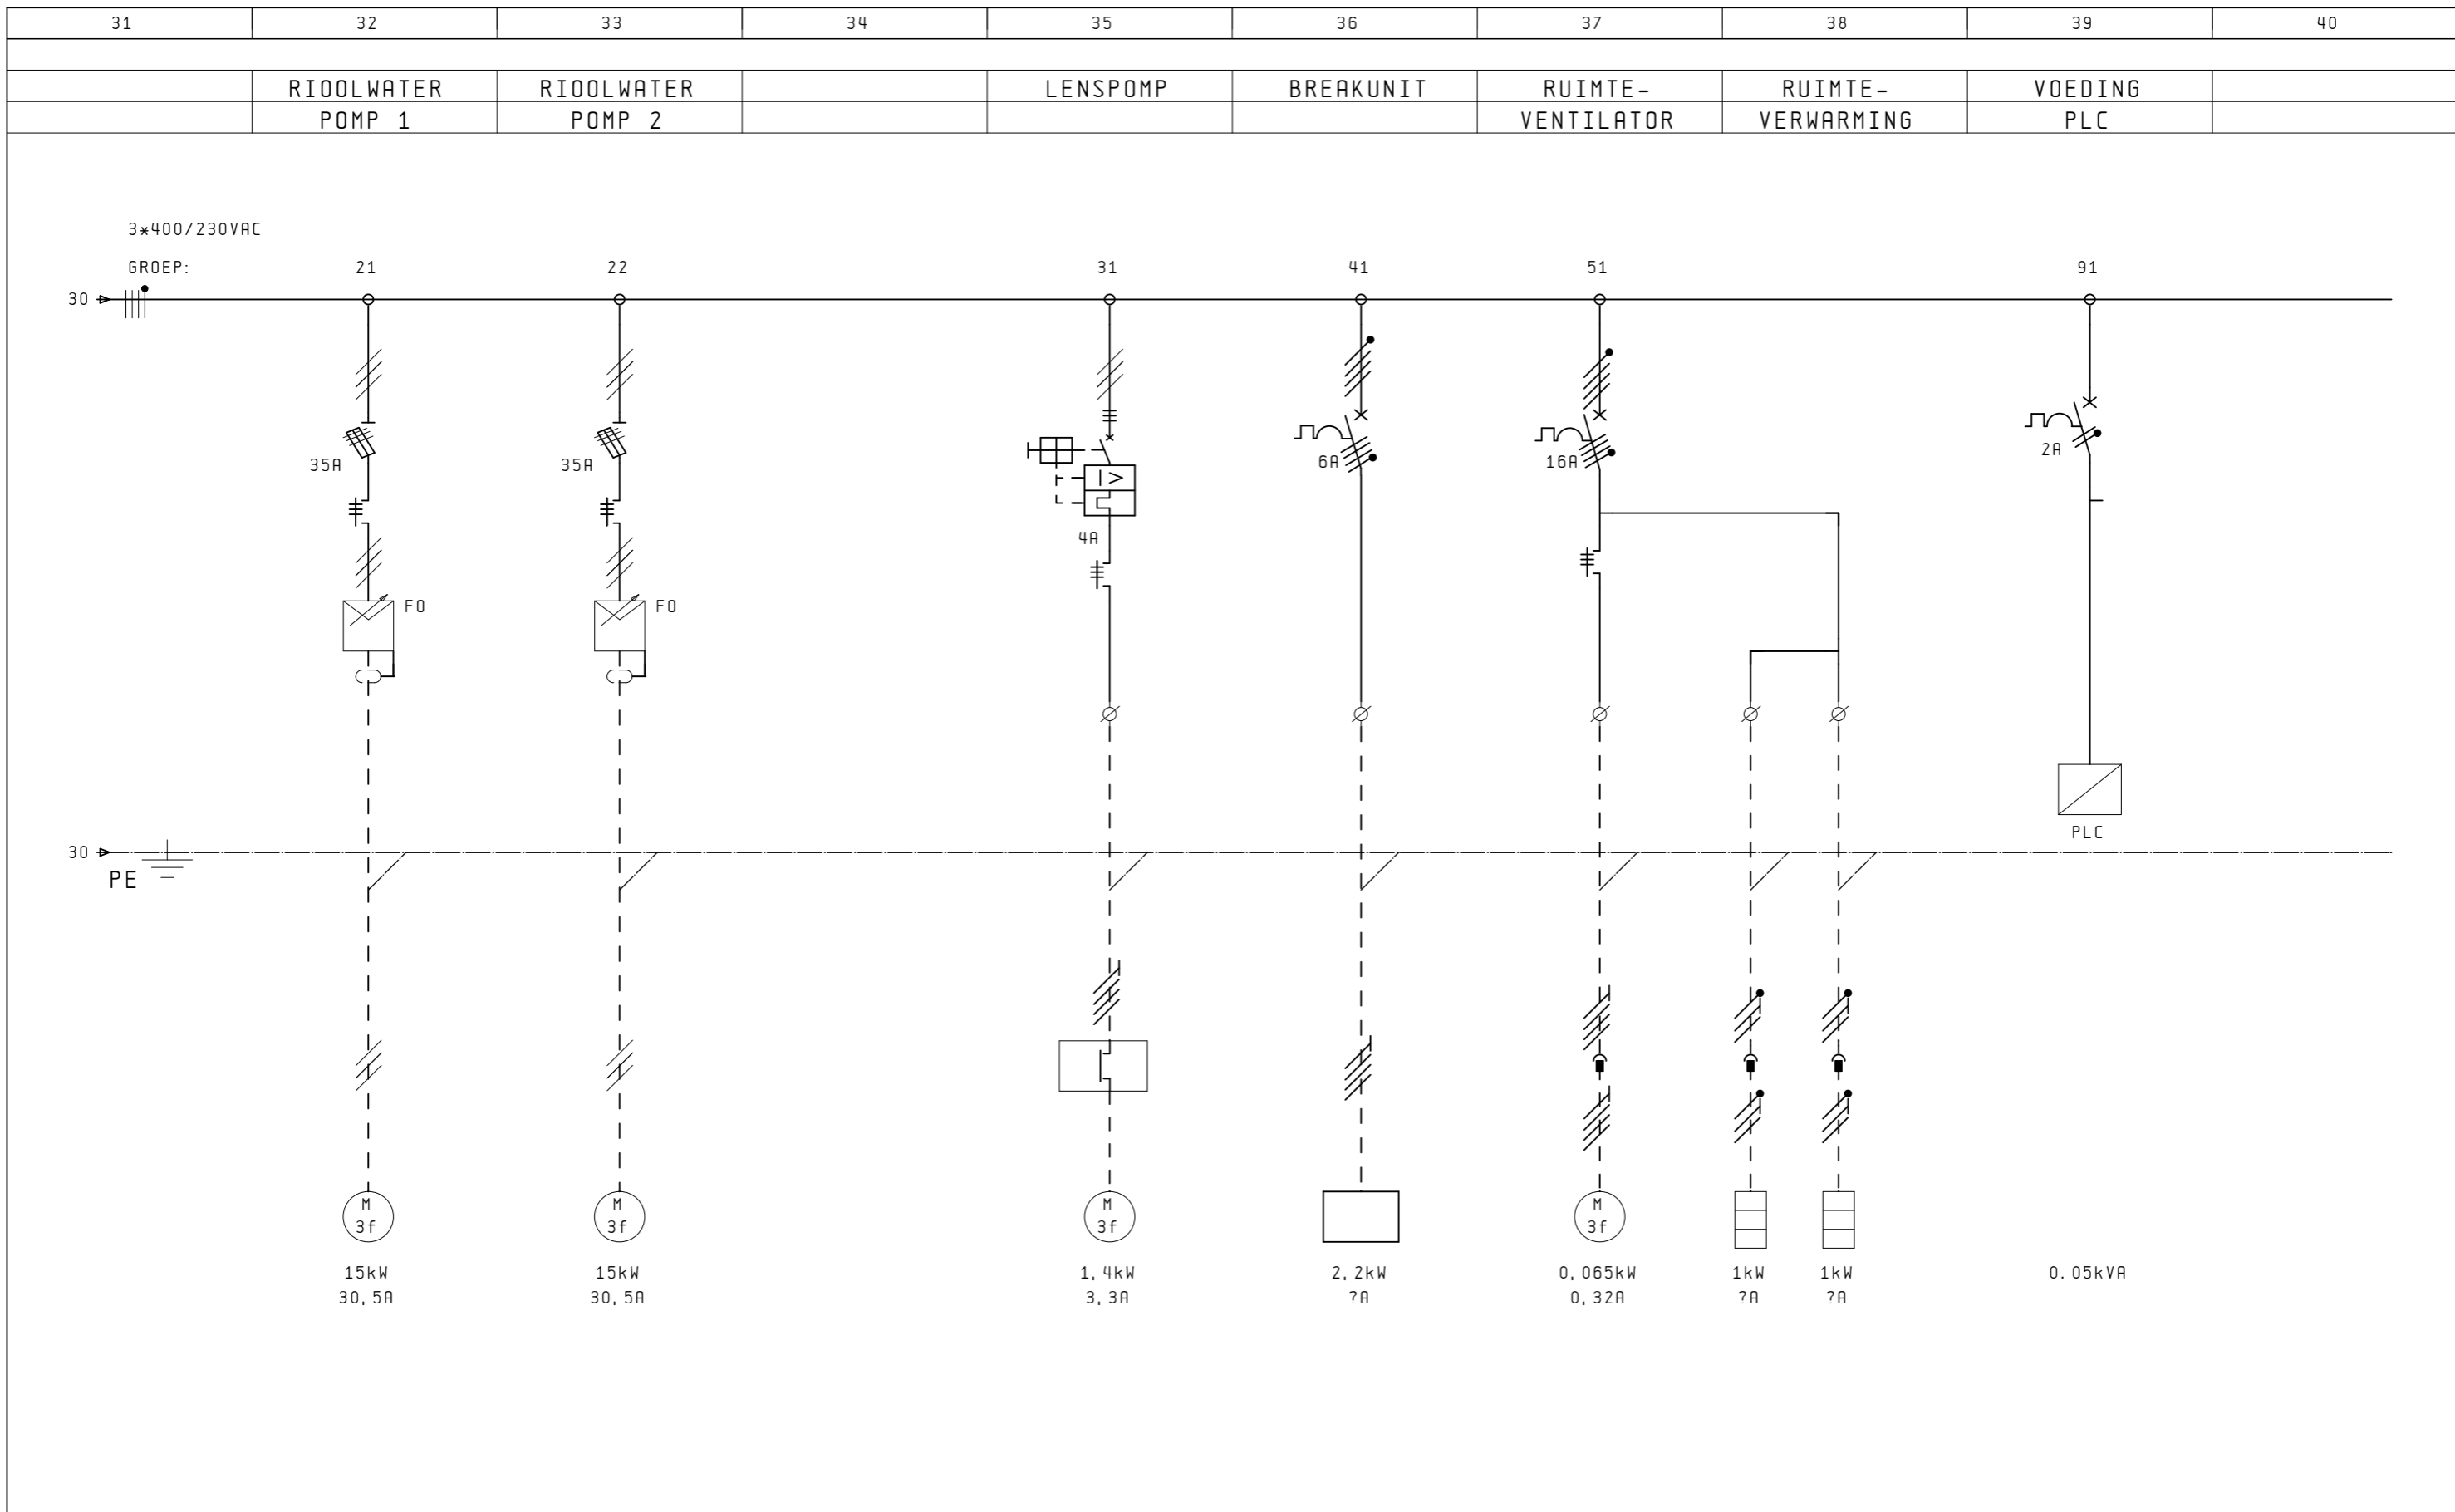 31 32 33 34 35 36 37 38 39 40
RIOOLWATER RIOOLWATER LENSPOMP BREAKUNIT RUIMTE- RUIMTE- VOEDING
POMP 1 POMP 2 VENTILATOR VERWARMING PLC
3*400/230VAC
GROEP: 21 22 31 41 51 91
30
35A 35A 6A 16A 2A
I>
4A
FO FO
PLC
30
PE
M M M M
3f 3f 3f 3f
15kW 15kW 1,4kW 2,2kW 0,065kW 1kW 1kW 0.05kVA
30,5A 30,5A 3,3A ?A 0,32A ?A ?A